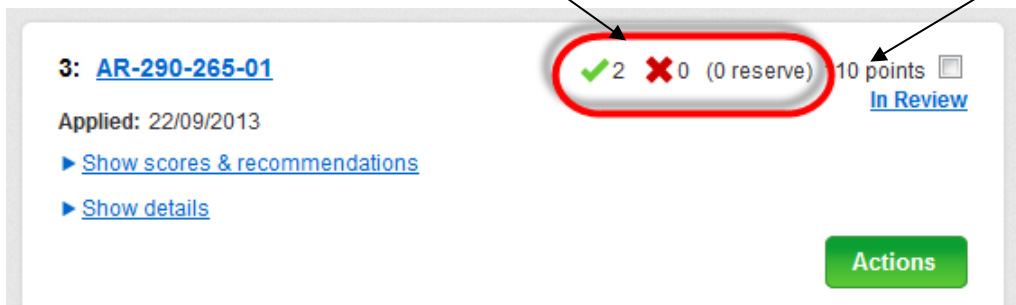 3: AR-290-265-01
2 0 (0 reserve) 10 points
In Review
Applied: 22/09/2013
Show scores & recommendations
Show details
Actions